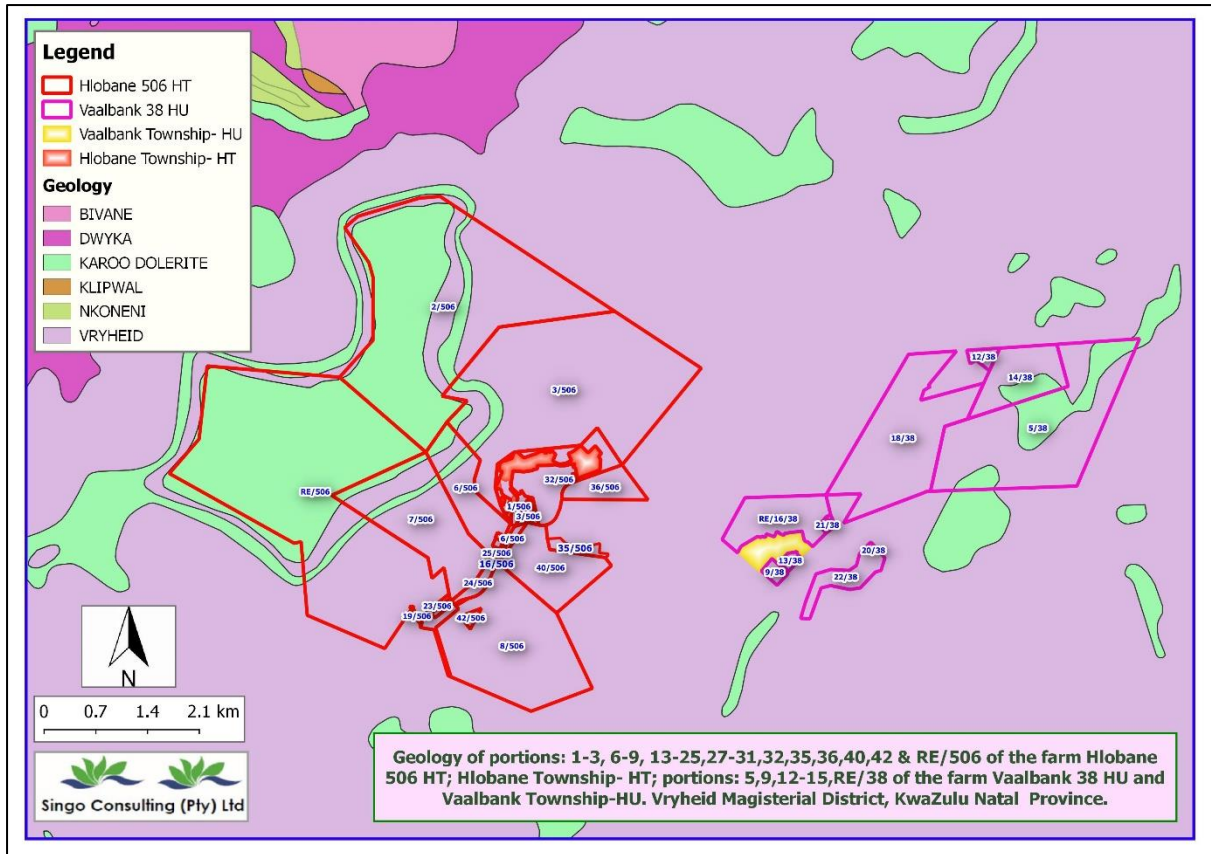 Legend
Hlobane 506 HT
Vaalbank 38 HU
Vaalbank Township- HU
Hlobane Township- HT
Geology
BIVANE
DWYKA
KAROO DOLERITE
KLIPWAL
NKONENI
VRYHEID
2/506
3/506
12/38
14/38
5/38
18/38
32/506
36/506
6/506
RE/506
1/506
3/506
7/506
6/506
35/506
25/506
16/506
40/506
24/506
23/506
19/506
42/506
8/506
RE/16/38
21/38
20/38
13/38
9/38
22/38
N
0 0.7 1.4 2.1 km
Singo Consulting (Pty) Ltd
Geology of portions: 1-3, 6-9, 13-25,27-31,32,35,36,40,42 & RE/506 of the farm Hlobane
506 HT; Hlobane Township- HT; portions: 5,9,12-15,RE/38 of the farm Vaalbank 38 HU and
Vaalbank Township-HU. Vryheid Magisterial District, KwaZulu Natal Province.